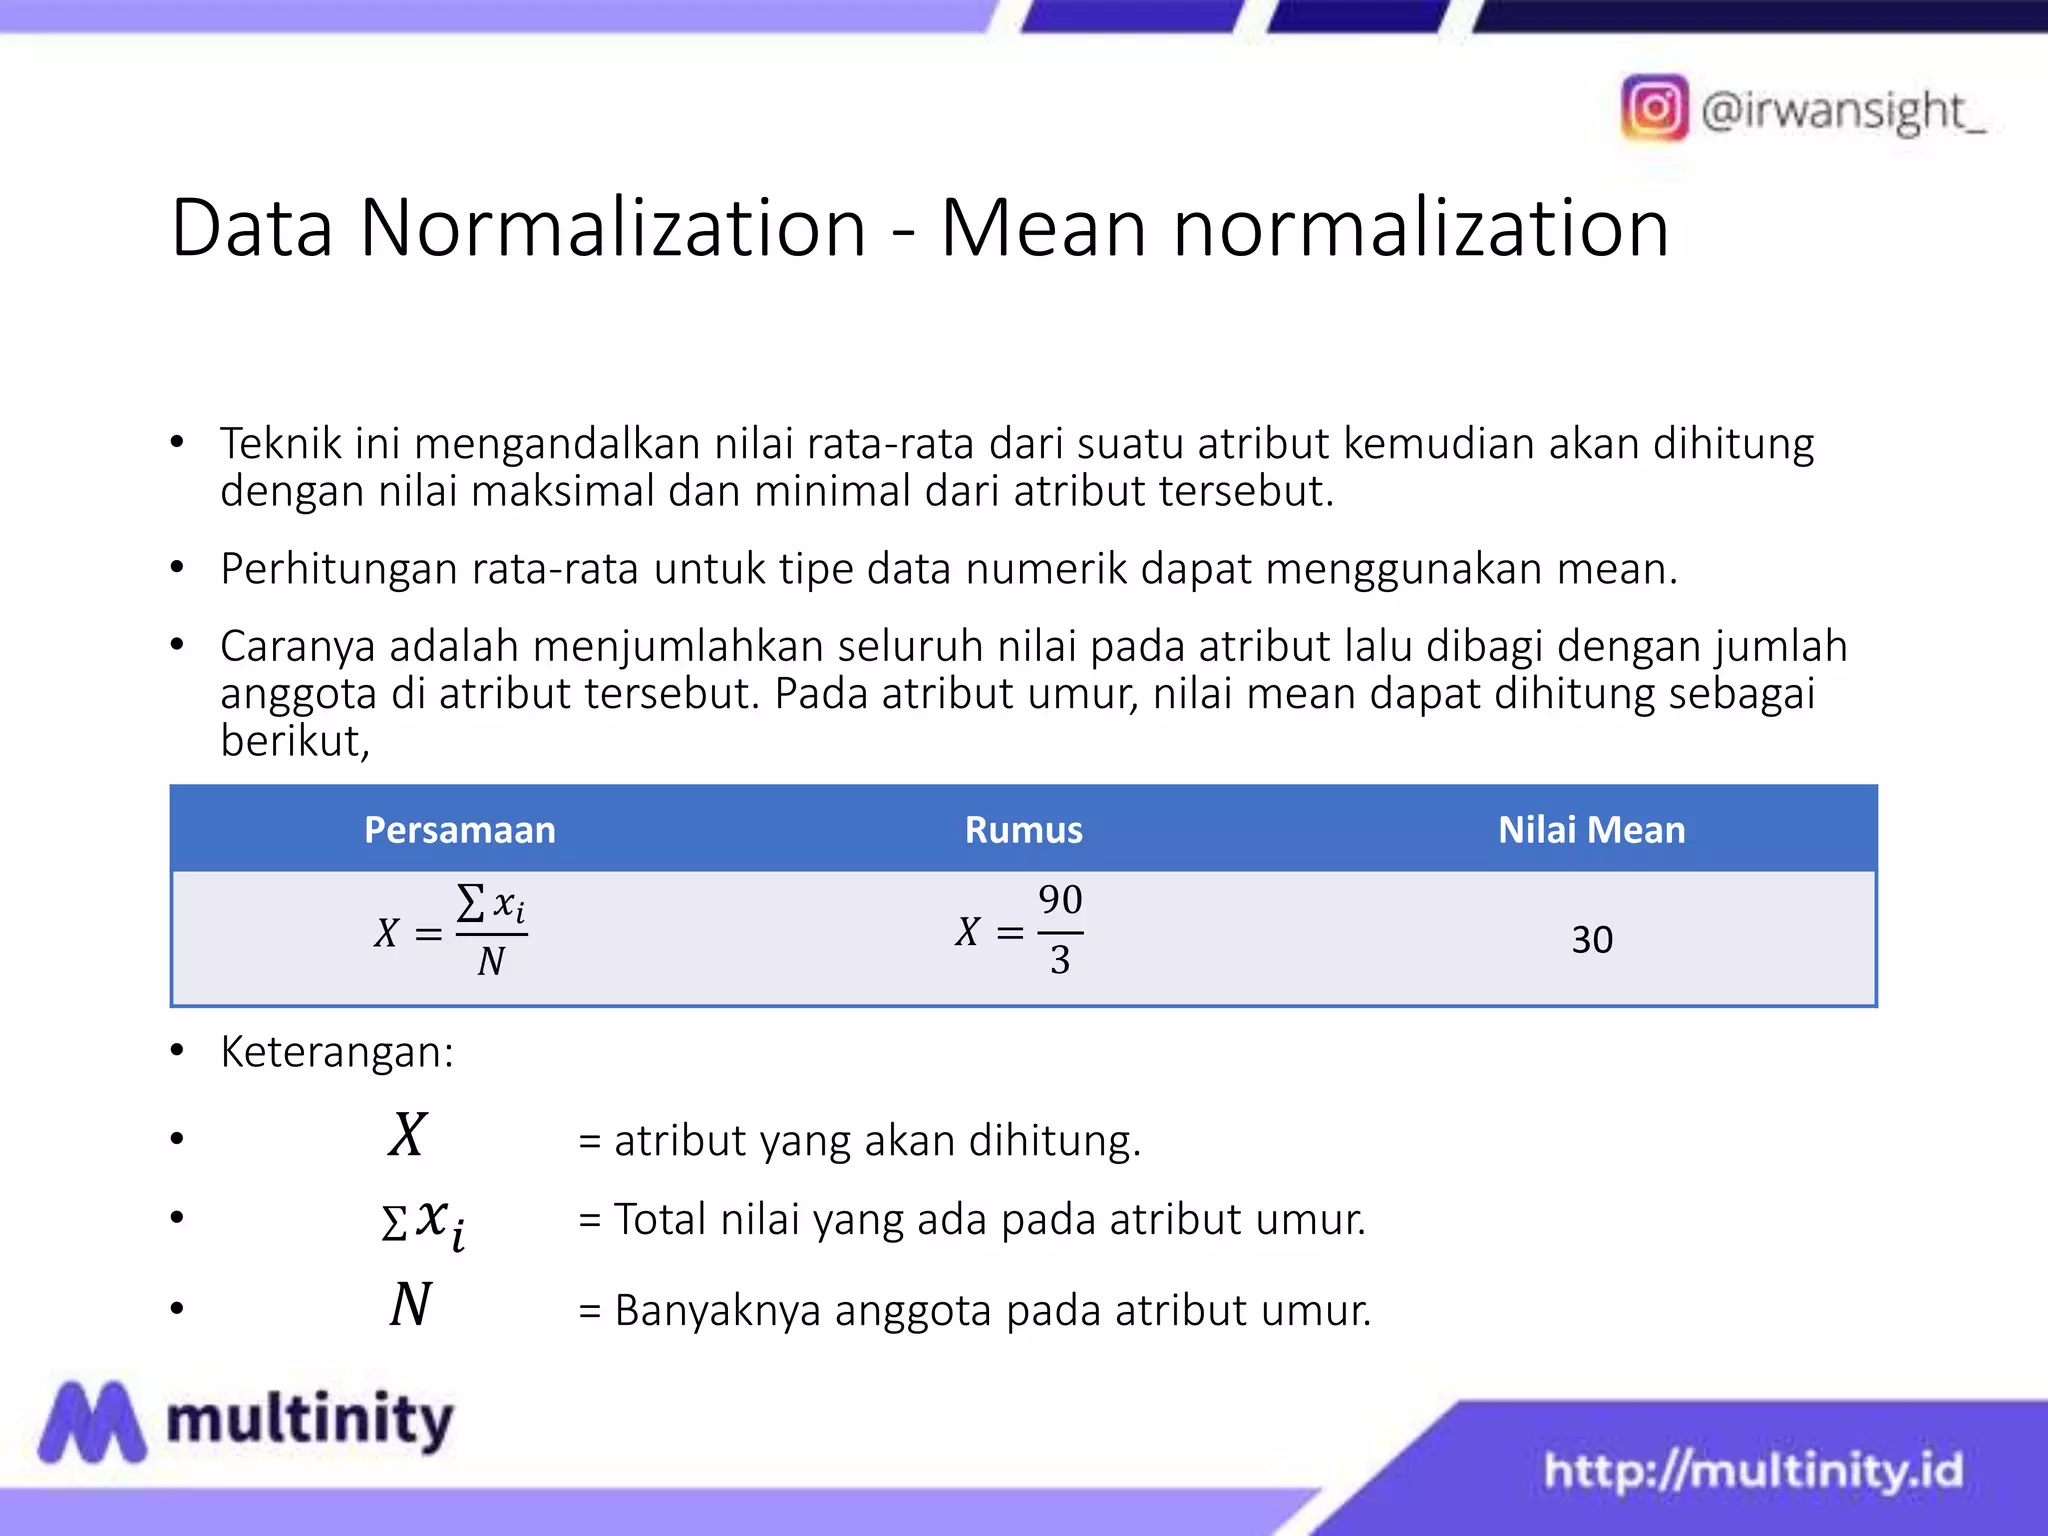 @irwansight_
Data Normalization - Mean normalization
• Teknik ini mengandalkan nilai rata-rata dari suatu atribut kemudian akan dihitung
dengan nilai maksimal dan minimal dari atribut tersebut.
• Perhitungan rata-rata untuk tipe data numerik dapat menggunakan mean.
• Caranya adalah menjumlahkan seluruh nilai pada atribut lalu dibagi dengan jumlah
anggota di atribut tersebut. Pada atribut umur, nilai mean dapat dihitung sebagai
berikut,
Persamaan Rumus Nilai Mean
X = ∑ x_i / N X = 90 / 3 30
• Keterangan:
• X = atribut yang akan dihitung.
• ∑ x_i = Total nilai yang ada pada atribut umur.
• N = Banyaknya anggota pada atribut umur.
multinity
http://multinity.id